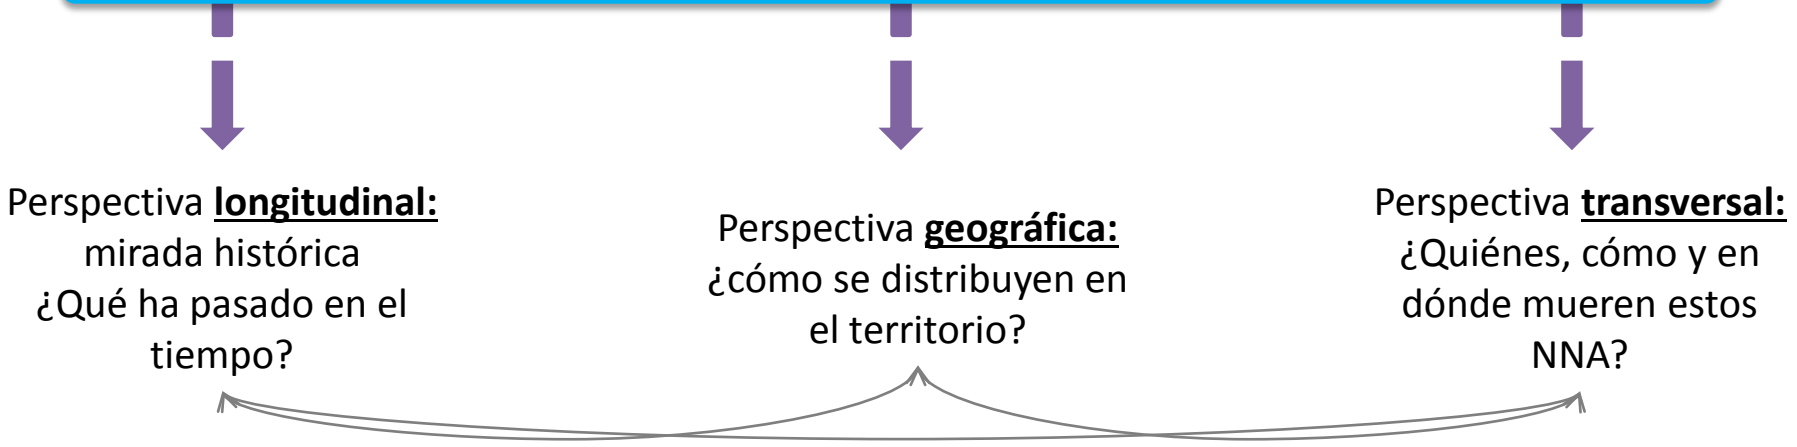 Perspectiva longitudinal:
mirada histórica
¿Qué ha pasado en el
tiempo?
Perspectiva geográfica:
¿cómo se distribuyen en
el territorio?
Perspectiva transversal:
¿Quiénes, cómo y en
dónde mueren estos
NNA?